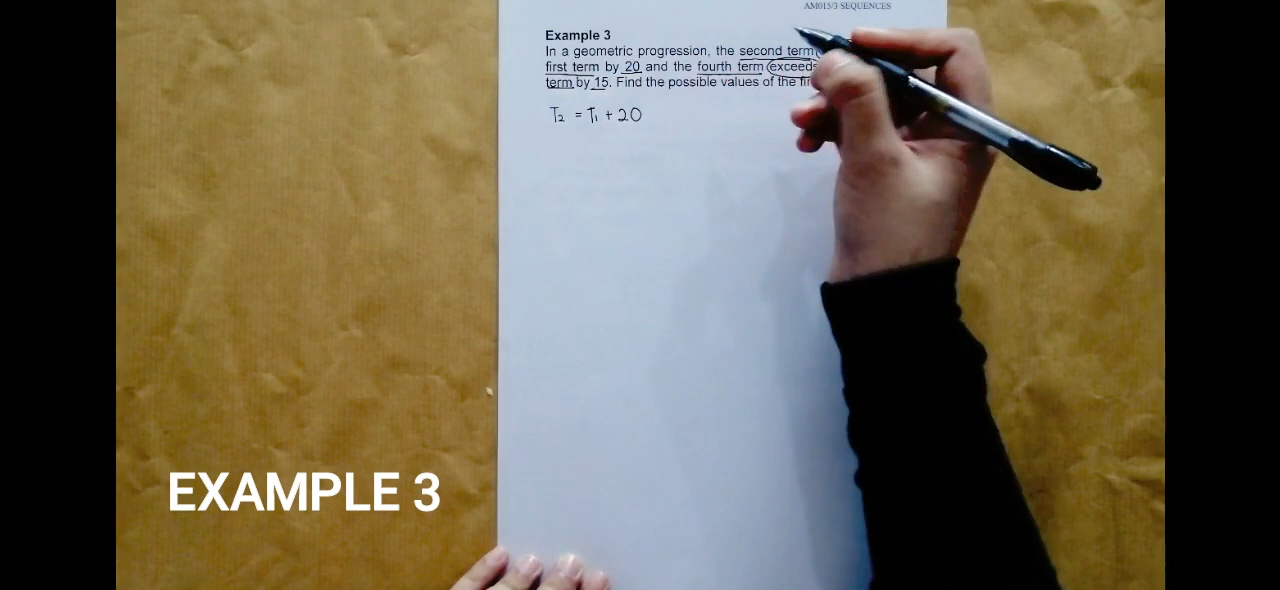 AM015/3 SEQUENCES
Example 3
In a geometric progression, the second term
first term by 20 and the fourth term exceeds
term by 15. Find the possible values of the
T₂ = T₁ + 20
EXAMPLE 3